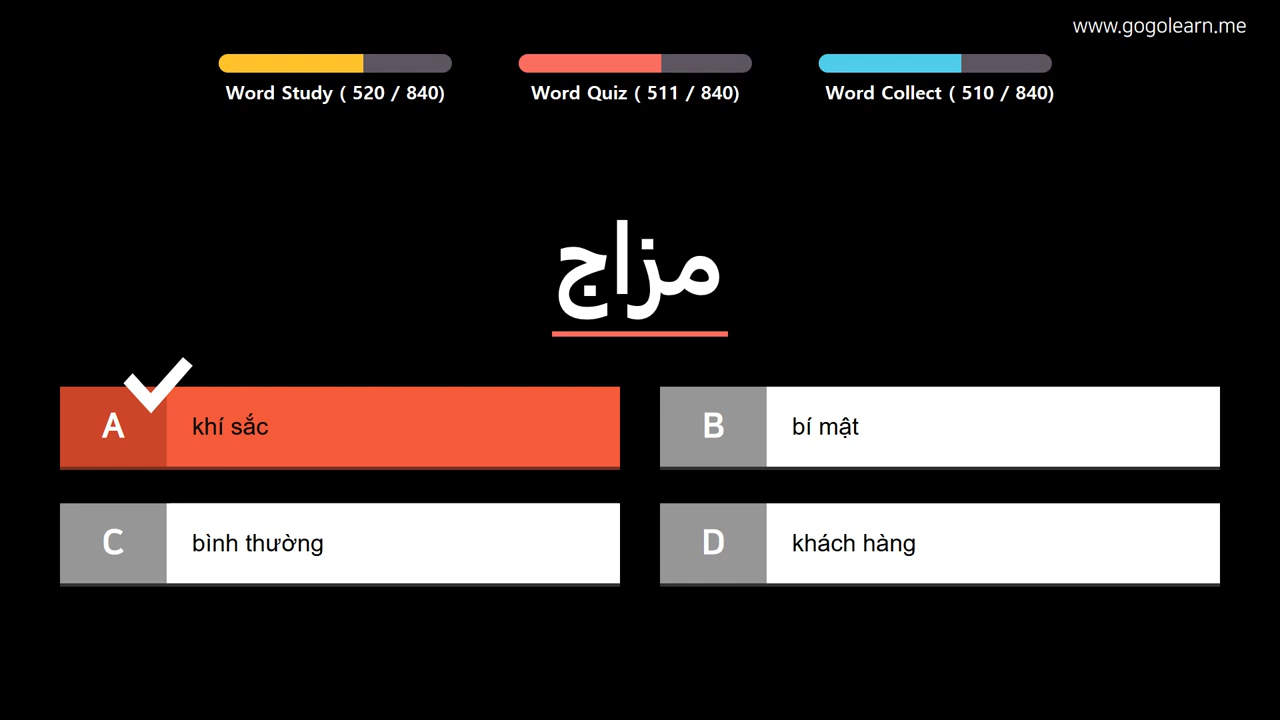 www.gogolearn.me
Word Study ( 520 / 840)
Word Quiz ( 511 / 840)
Word Collect ( 510 / 840)
مزاج
A khí sắc
B bí mật
C bình thường
D khách hàng